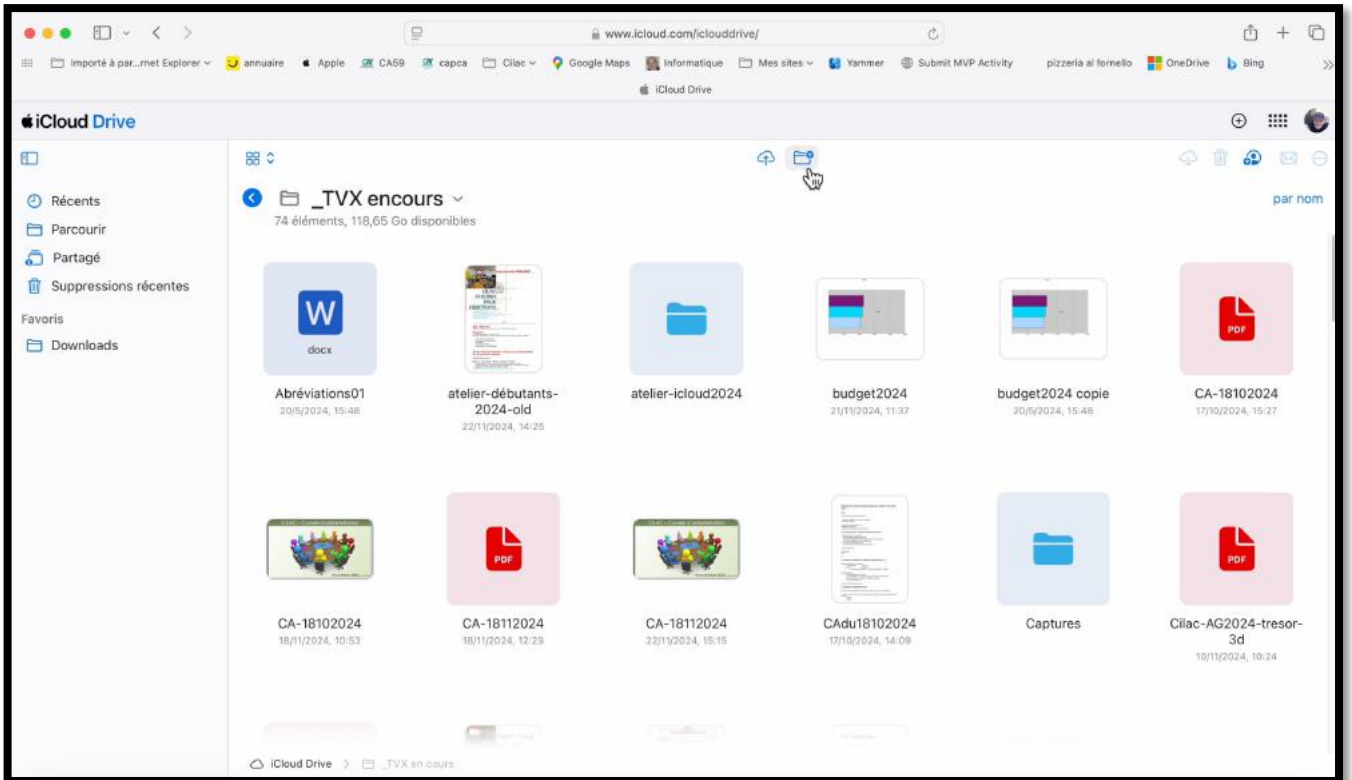 www.icloud.com/iclouddrive/
Importé à par...rnet Explorer annuaire Apple CA59 capca Cilac Google Maps Informatique Mes sites Yammer Submit MVP Activity pizzeria al fornello OneDrive Bing
iCloud Drive
iCloud Drive
Récents
Parcourir
Partagé
Suppressions récentes
Favoris
Downloads
_TVX encours
par nom
74 éléments, 118,65 Go disponibles
W
docx
PDF
Abréviations01
20/5/2024, 15:48
atelier-débutants-
2024-old
22/11/2024, 14:25
atelier-icloud2024
budget2024
21/11/2024, 11:37
budget2024 copie
20/5/2024, 15:48
CA-18102024
17/10/2024, 15:27
PDF
PDF
CA-18102024
18/11/2024, 10:53
CA-18112024
18/11/2024, 12:29
CA-18112024
22/11/2024, 15:15
CAdu18102024
17/10/2024, 14:09
Captures
Cilac-AG2024-tresor-
3d
10/11/2024, 10:24
iCloud Drive > _TVX en cours